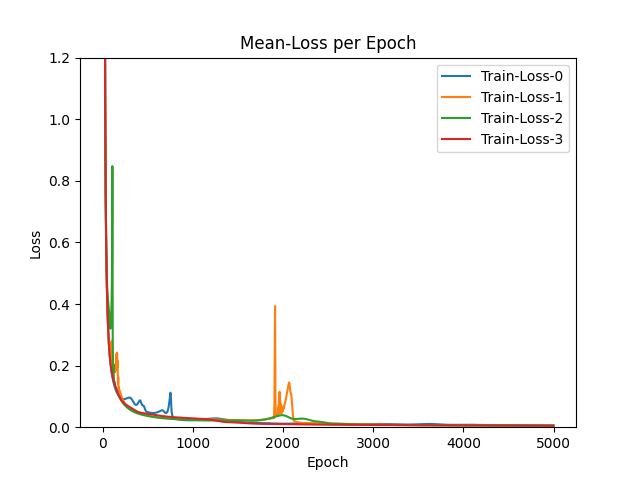 Mean-Loss per Epoch
1.2
1.0
0.8
0.6
0.4
0.2
0.0
Loss
Train-Loss-0
Train-Loss-1
Train-Loss-2
Train-Loss-3
0 1000 2000 3000 4000 5000
Epoch